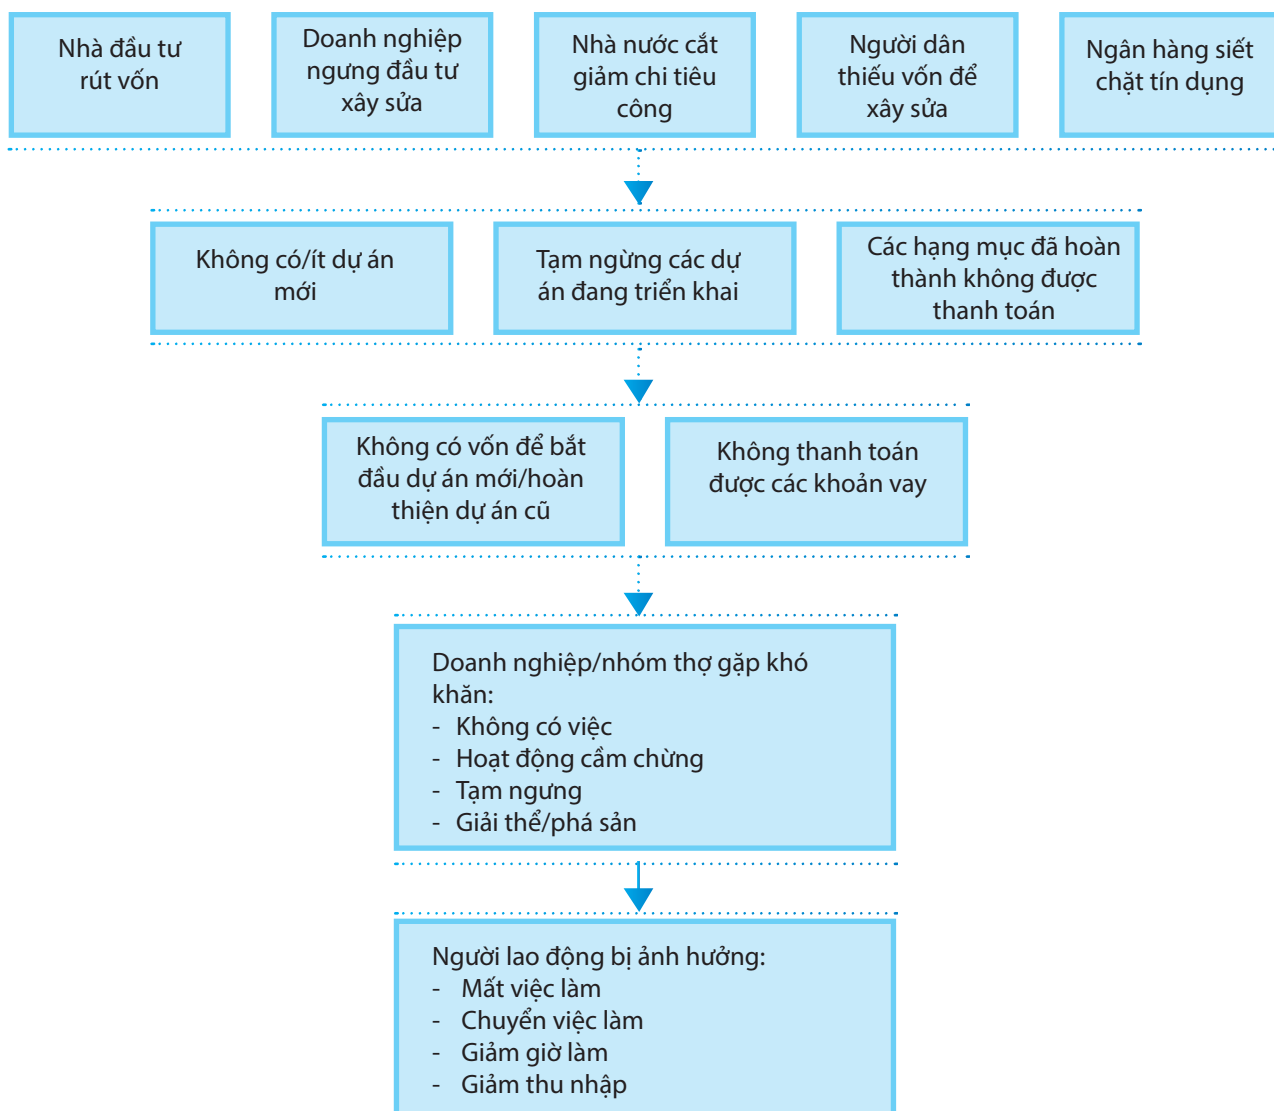 Nhà đầu tư
rút vốn
Doanh nghiệp
ngưng đầu tư
xây sửa
Nhà nước cắt
giảm chi tiêu
công
Người dân
thiếu vốn để
xây sửa
Ngân hàng siết
chặt tín dụng
Không có/ít dự án
mới
Tạm ngừng các dự
án đang triển khai
Các hạng mục đã hoàn
thành không được
thanh toán
Không có vốn để bắt
đầu dự án mới/hoàn
thiện dự án cũ
Không thanh toán
được các khoản vay
Doanh nghiệp/nhóm thợ gặp khó
khăn:
- Không có việc
- Hoạt động cầm chừng
- Tạm ngưng
- Giải thể/phá sản
Người lao động bị ảnh hưởng:
- Mất việc làm
- Chuyển việc làm
- Giảm giờ làm
- Giảm thu nhập